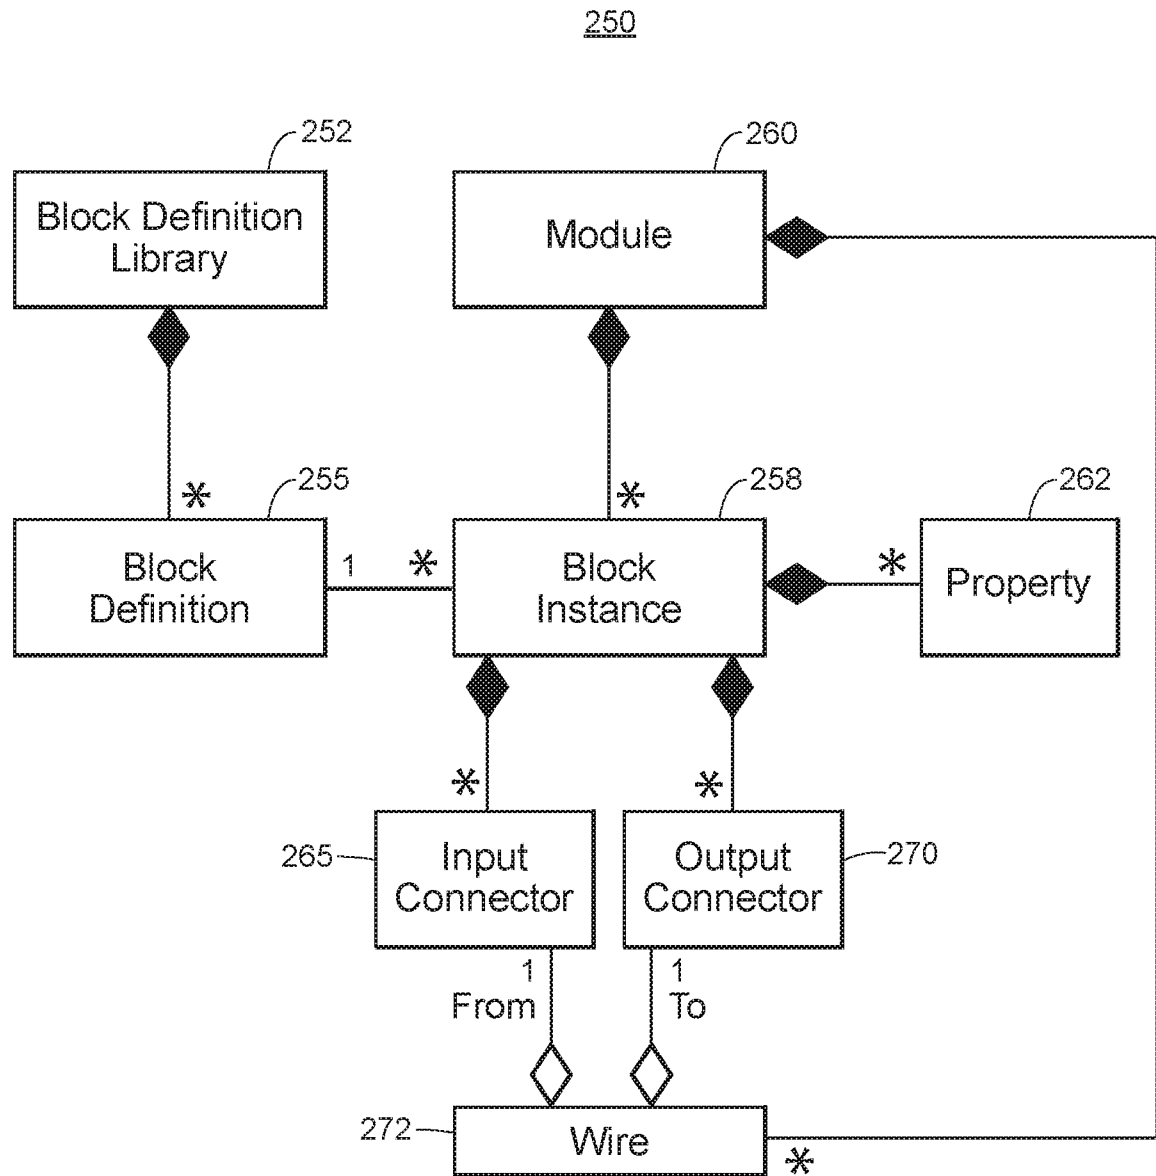 250
252
260
Block Definition
Library
Module
*
255
*
258
262
Block
Definition
1
*
Block
Instance
*
Property
*
*
265
Input
Connector
Output
Connector
270
1
From
1
To
272
Wire
*